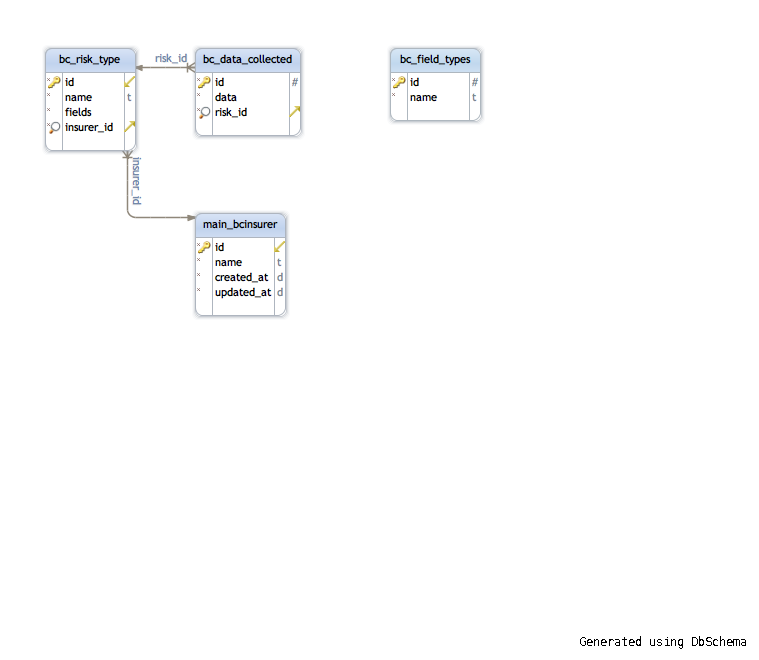 bc_risk_type
id
name t
fields
insurer_id
risk_id
bc_data_collected
id #
data
risk_id
bc_field_types
id #
name t
insurer_id
main_bcinsurer
id
name t
created_at d
updated_at d
Generated using DbSchema